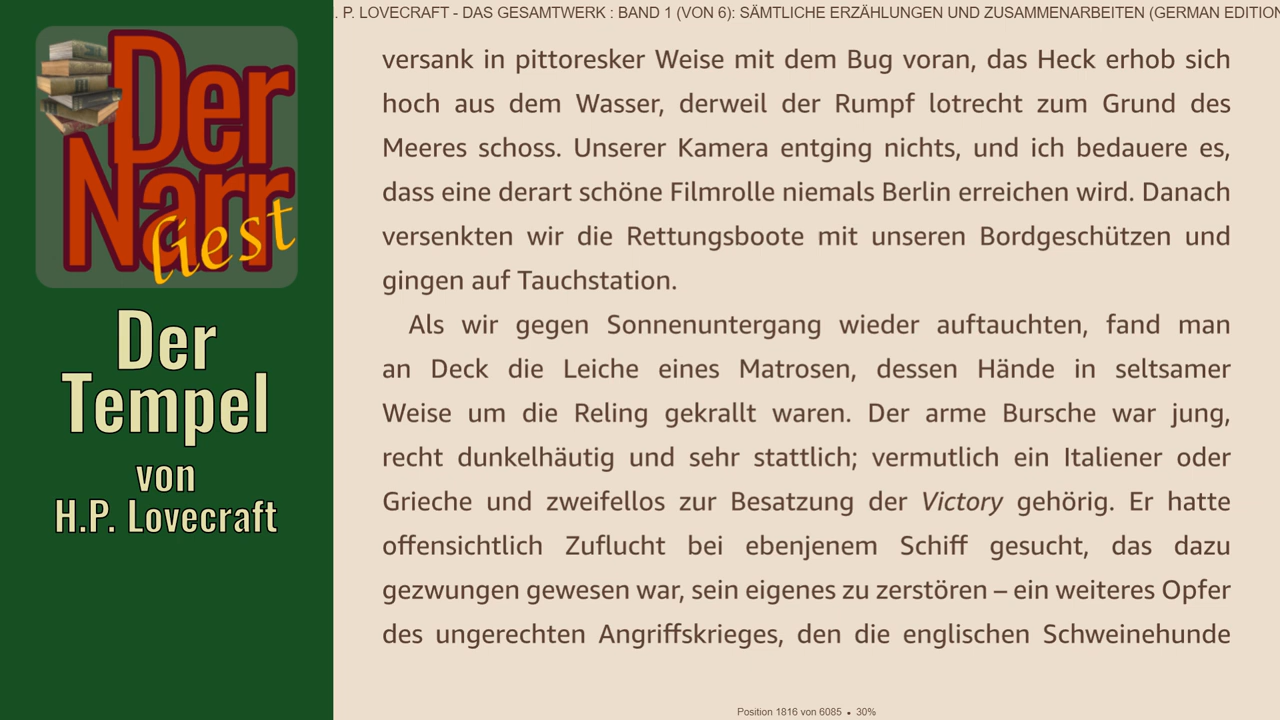 Der
Narr
liest
Der
Tempel
von
H.P. Lovecraft
. P. LOVECRAFT - DAS GESAMTWERK : BAND 1 (VON 6): SÄMTLICHE ERZÄHLUNGEN UND ZUSAMMENARBEITEN (GERMAN EDITION
versank in pittoresker Weise mit dem Bug voran, das Heck erhob sich
hoch aus dem Wasser, derweil der Rumpf lotrecht zum Grund des
Meeres schoss. Unserer Kamera entging nichts, und ich bedauere es,
dass eine derart schöne Filmrolle niemals Berlin erreichen wird. Danach
versenkten wir die Rettungsboote mit unseren Bordgeschützen und
gingen auf Tauchstation.
Als wir gegen Sonnenuntergang wieder auftauchten, fand man
an Deck die Leiche eines Matrosen, dessen Hände in seltsamer
Weise um die Reling gekrallt waren. Der arme Bursche war jung,
recht dunkelhäutig und sehr stattlich; vermutlich ein Italiener oder
Grieche und zweifellos zur Besatzung der Victory gehörig. Er hatte
offensichtlich Zuflucht bei ebenjenem Schiff gesucht, das dazu
gezwungen gewesen war, sein eigenes zu zerstören – ein weiteres Opfer
des ungerechten Angriffskrieges, den die englischen Schweinehunde
Position 1816 von 6085 • 30%